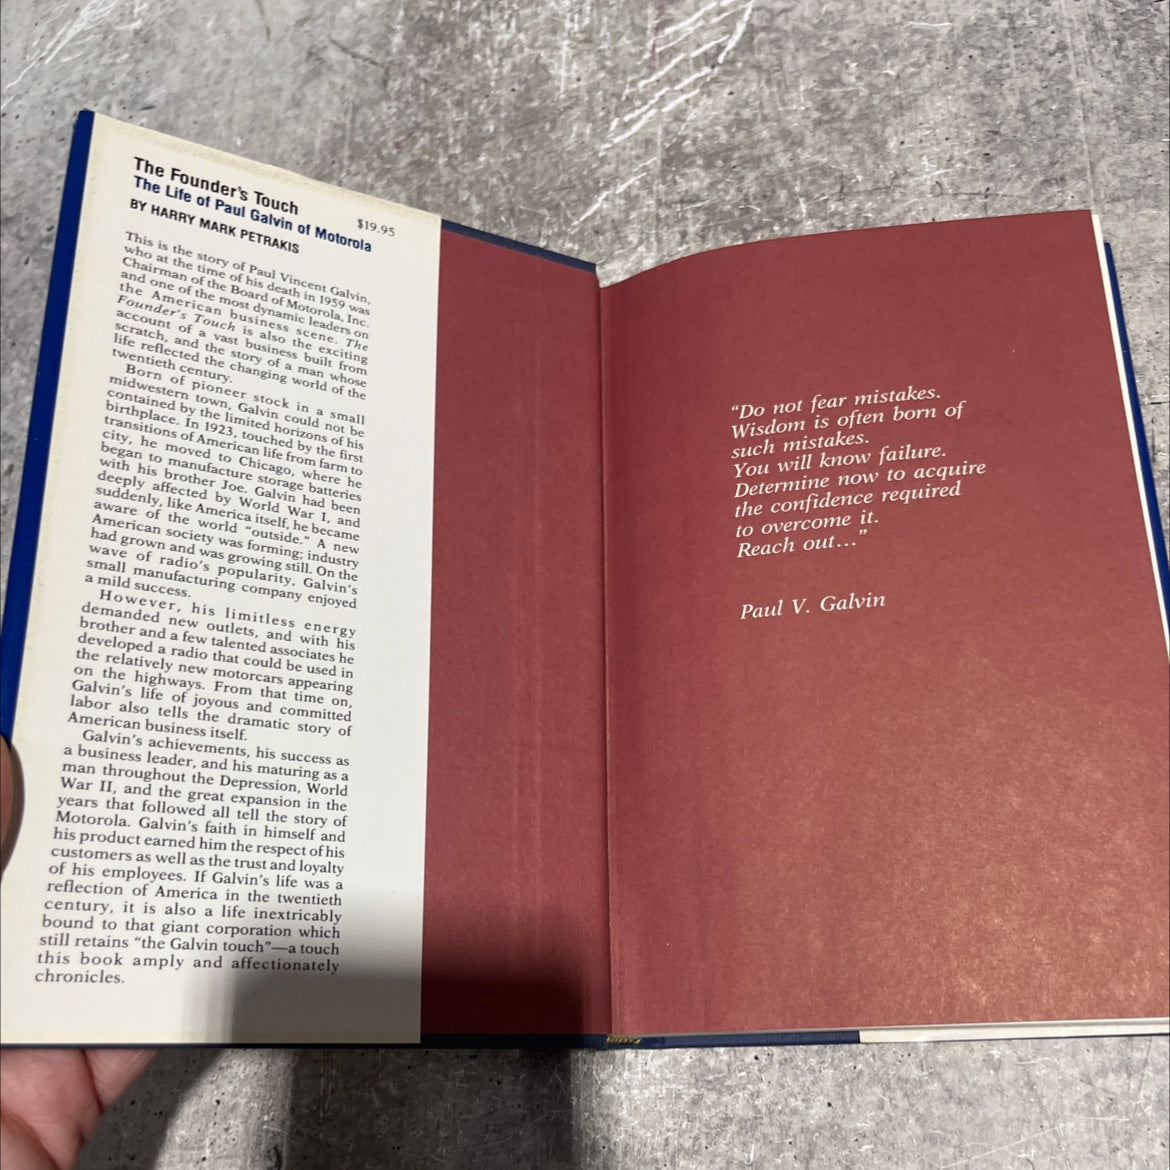 The Founder's Touch
The Life of Paul Galvin of Motorola
BY HARRY MARK PETRAKIS
$19.95
This is the story of Paul Vincent Galvin,
who at the time of his death in 1959 was
Chairman of the Board of Motorola, Inc.
and one of the most dynamic leaders on
the American business scene. The
Founder's Touch is also the exciting
account of a vast business built from
scratch, and the story of a man whose
life reflected the changing world of the
twentieth century.
Born of pioneer stock in a small
midwestern town, Galvin could not be
contained by the limited horizons of his
birthplace. In 1923, touched by the first
transitions of American life from farm to
city, he moved to Chicago, where he
began to manufacture storage batteries
with his brother Joe. Galvin had been
deeply affected by World War I, and
suddenly, like America itself, he became
aware of the world “outside.” A new
American society was forming; industry
had grown and was growing still. On the
wave of radio's popularity, Galvin's
small manufacturing company enjoyed
a mild success.
However, his limitless energy
demanded new outlets, and with his
brother and a few talented associates he
developed a radio that could be used in
the relatively new motorcars appearing
on the highways. From that time on,
Galvin's life of joyous and committed
labor also tells the dramatic story of
American business itself.
Galvin's achievements, his success as
a business leader, and his maturing as a
man throughout the Depression, World
War II, and the great expansion in the
years that followed all tell the story of
Motorola. Galvin's faith in himself and
his product earned him the respect of his
customers as well as the trust and loyalty
of his employees. If Galvin's life was a
reflection of America in the twentieth
century, it is also a life inextricably
bound to that giant corporation which
still retains “the Galvin touch”—a touch
this book amply and affectionately
chronicles.
“Do not fear mistakes.
Wisdom is often born of
such mistakes.
You will know failure.
Determine now to acquire
the confidence required
to overcome it.
Reach out...”
Paul V. Galvin